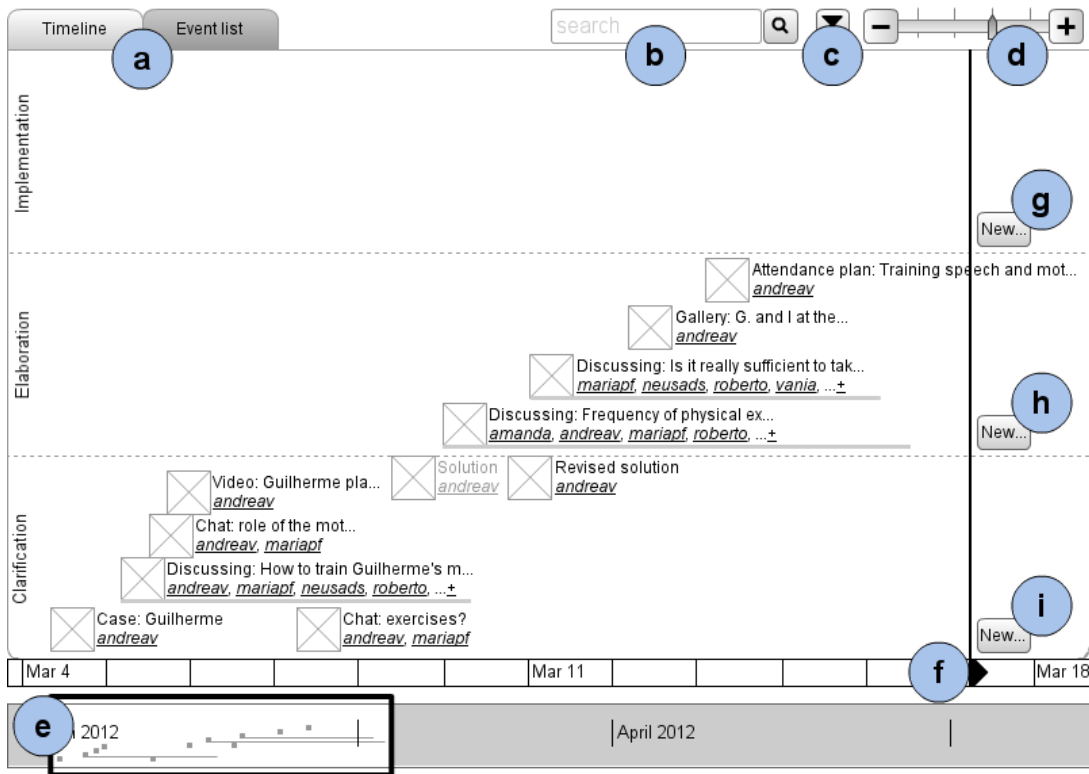 Timeline
Event list
search
a
b
c
d
Implementation
g
New...
Attendance plan: Training speech and mot...
andreav
Gallery: G. and I at the...
andreav
Elaboration
Discussing: Is it really sufficient to tak...
mariapf, neusads, roberto, vania, ...+
Discussing: Frequency of physical ex...
amanda, andreav, mariapf, roberto, ...+
h
New...
Solution
andreav
Revised solution
andreav
Video: Guilherme pla...
andreav
Clarification
Chat: role of the mot...
andreav, mariapf
Discussing: How to train Guilherme's m...
andreav, mariapf, neusads, roberto, ...+
Case: Guilherme
andreav
Chat: exercises?
andreav, mariapf
i
New...
Mar 4
Mar 11
f
Mar 18
e
2012
April 2012